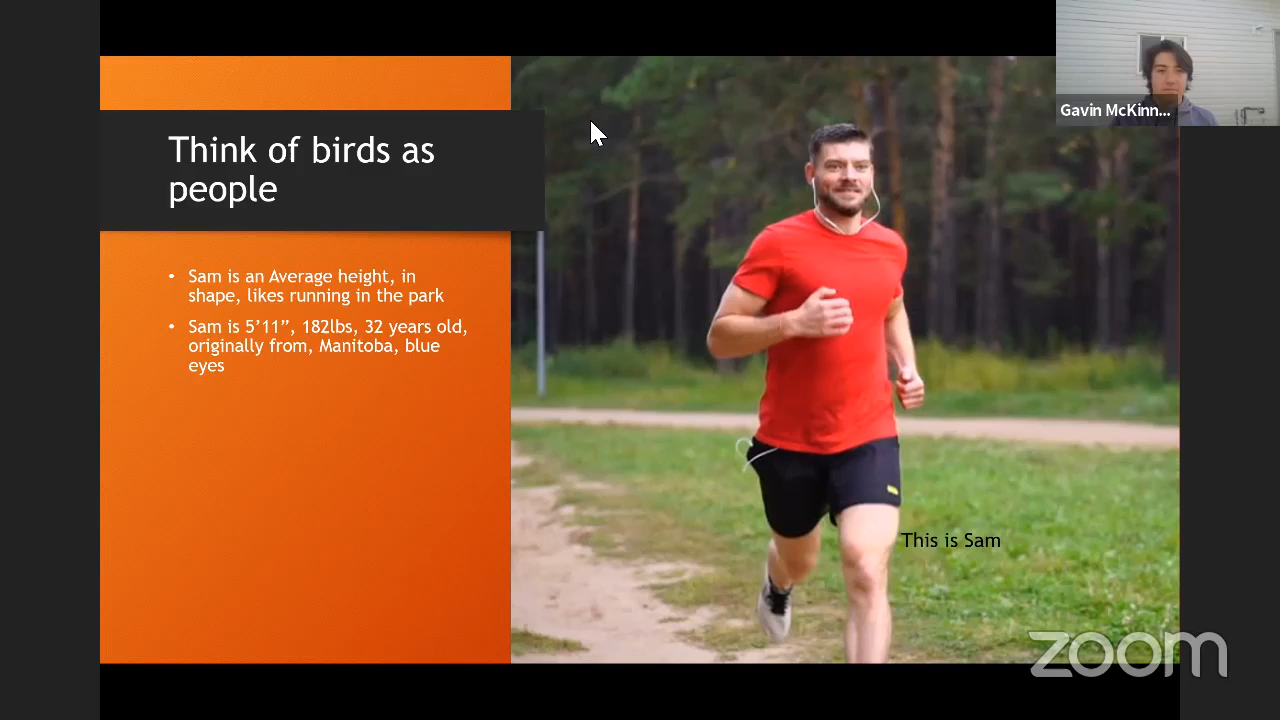 Gavin McKinn...
Think of birds as
people
• Sam is an Average height, in
shape, likes running in the park
• Sam is 5’11”, 182lbs, 32 years old,
originally from, Manitoba, blue
eyes
This is Sam
zoom